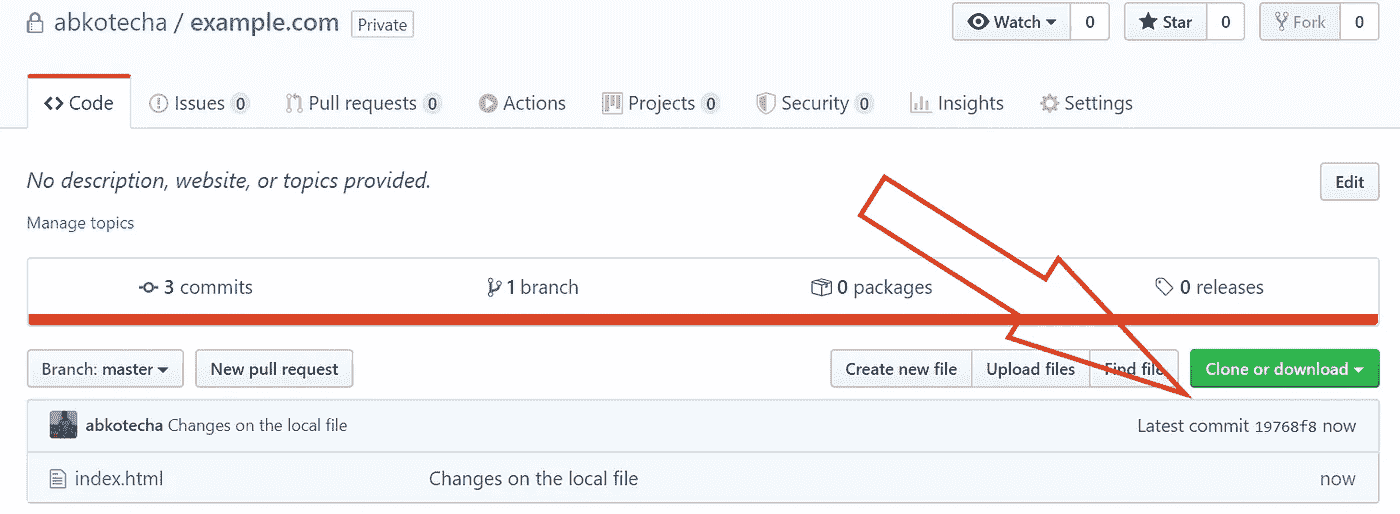 abkotecha / example.com Private Watch 0 Star 0 Fork 0
Code Issues 0 Pull requests 0 Actions Projects 0 Security 0 Insights Settings
No description, website, or topics provided. Edit
Manage topics
3 commits 1 branch 0 packages 0 releases
Branch: master New pull request Create new file Upload files Find file Clone or download
abkotecha Changes on the local file Latest commit 19768f8 now
index.html Changes on the local file now